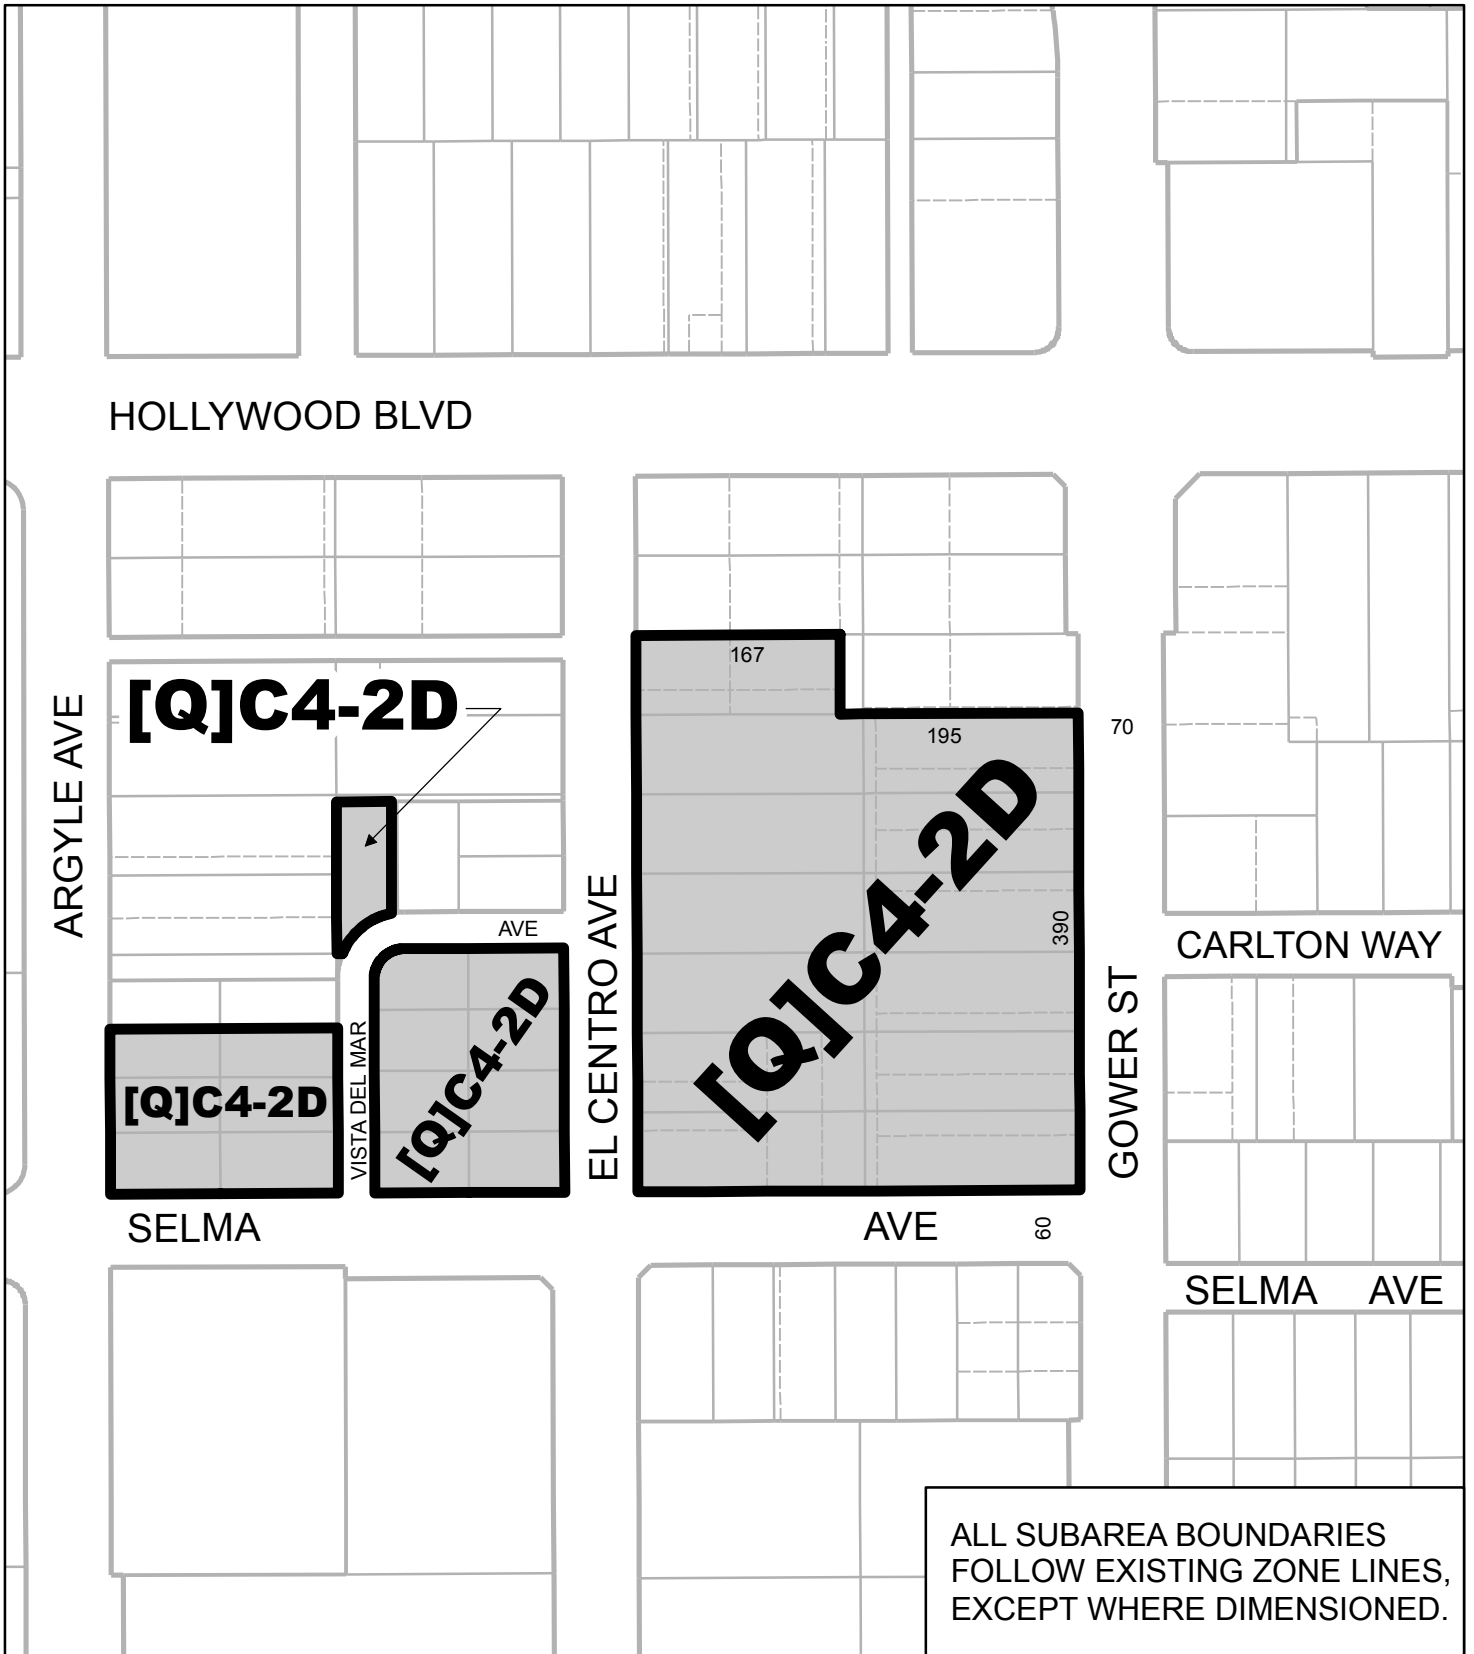 HOLLYWOOD BLVD
167
[Q]C4-2D
195
70
ARGYLE AVE
[Q]C4-2D
390
AVE
CARLTON WAY
EL CENTRO AVE
GOWER ST
[Q]C4-2D
VISTA DEL MAR
[Q]C4-2D
SELMA
AVE
60
SELMA AVE
ALL SUBAREA BOUNDARIES
FOLLOW EXISTING ZONE LINES,
EXCEPT WHERE DIMENSIONED.